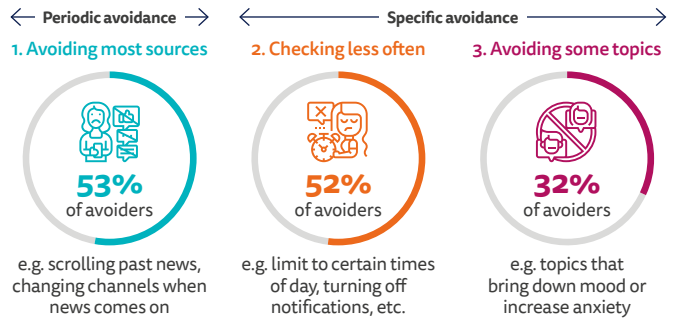 Periodic avoidance
Specific avoidance
1. Avoiding most sources
53%
of avoiders
e.g. scrolling past news,
changing channels when
news comes on
2. Checking less often
52%
of avoiders
e.g. limit to certain times
of day, turning off
notifications, etc.
3. Avoiding some topics
32%
of avoiders
e.g. topics that
bring down mood or
increase anxiety